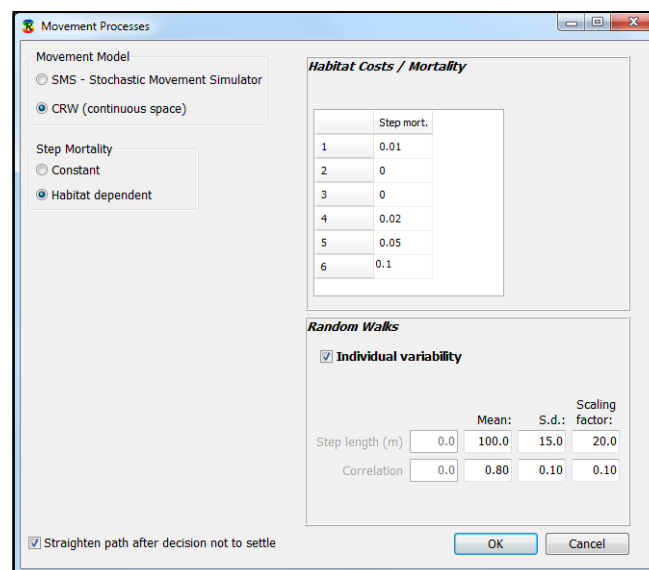 Movement Processes
Movement Model
SMS - Stochastic Movement Simulator
CRW (continuous space)
Step Mortality
Constant
Habitat dependent
Habitat Costs / Mortality
Step mort.
1 0.01
2 0
3 0
4 0.02
5 0.05
6 0.1
Random Walks
Individual variability
Scaling
Mean: S.d.: factor:
Step length (m) 0.0 100.0 15.0 20.0
Correlation 0.0 0.80 0.10 0.10
Straighten path after decision not to settle
OK Cancel